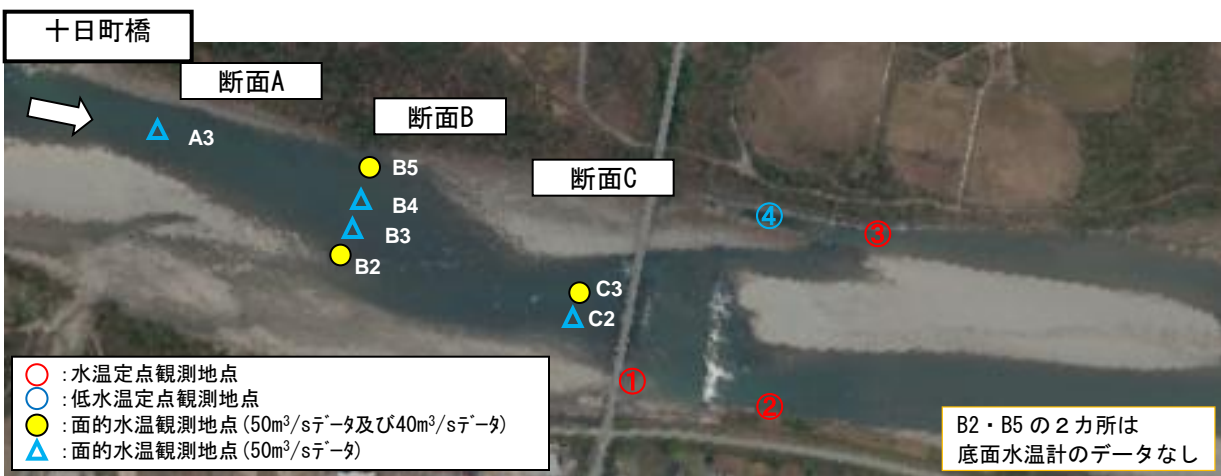 十日町橋
断面A
断面B
断面C
A3
B5
B4
B3
B2
C3
C2
④
③
①
②
：水温定点観測地点
：低水温定点観測地点
：面的水温観測地点(50m³/sﾃﾞｰﾀ及び40m³/sﾃﾞｰﾀ)
：面的水温観測地点(50m³/sﾃﾞｰﾀ)
B2・B5 の２カ所は
底面水温計のデータなし